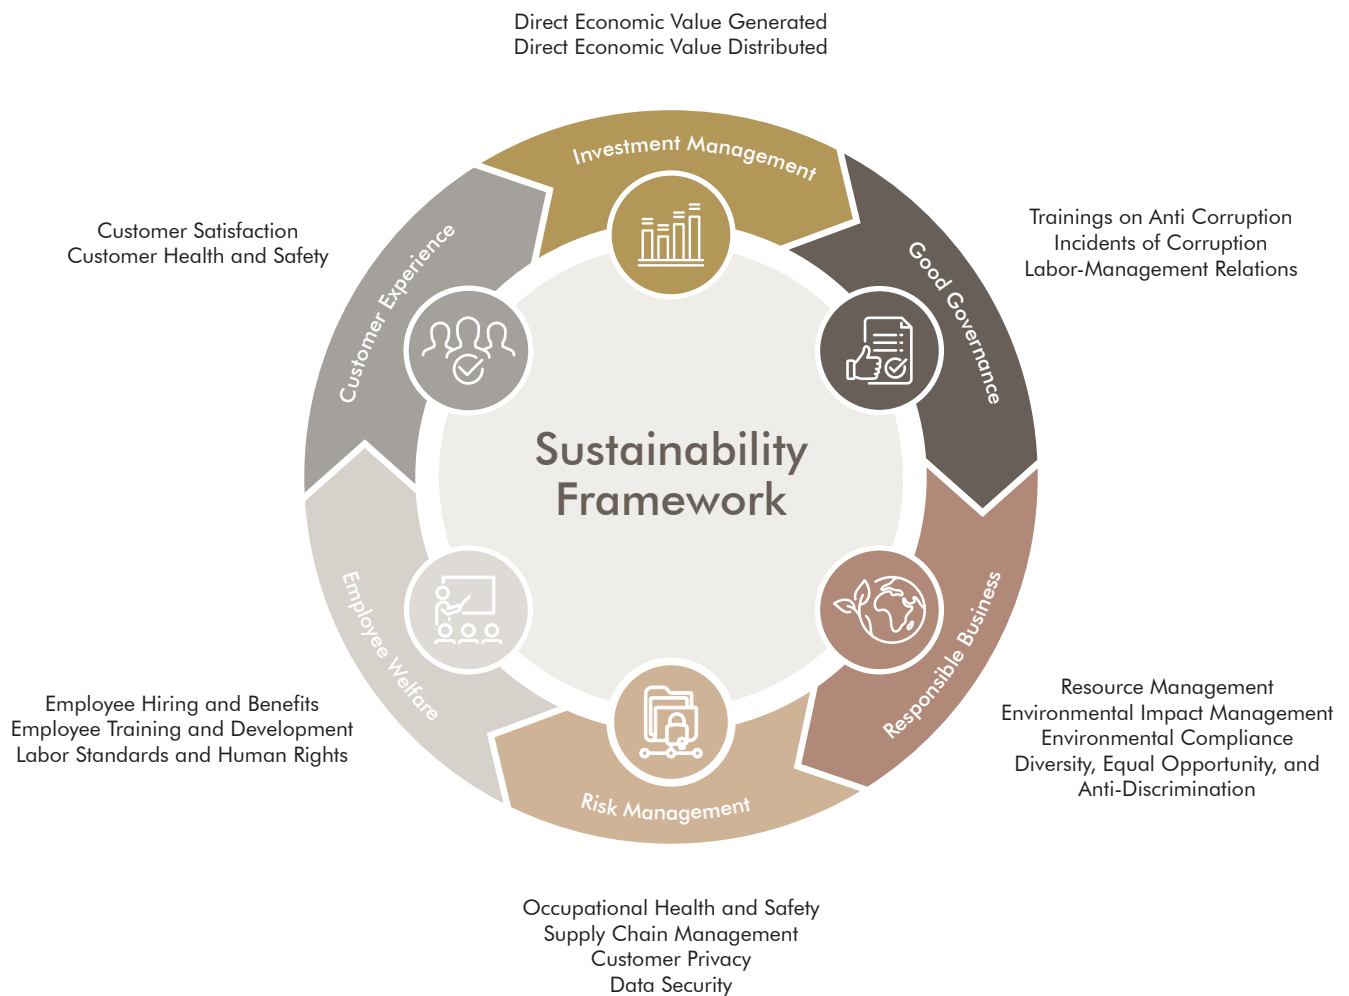 Direct Economic Value Generated
Direct Economic Value Distributed
Investment Management
Customer Satisfaction
Customer Health and Safety
Customer Experience
Good Governance
Trainings on Anti Corruption
Incidents of Corruption
Labor-Management Relations
Sustainability
Framework
Employee Welfare
Employee Hiring and Benefits
Employee Training and Development
Labor Standards and Human Rights
Responsible Business
Resource Management
Environmental Impact Management
Environmental Compliance
Diversity, Equal Opportunity, and
Anti-Discrimination
Risk Management
Occupational Health and Safety
Supply Chain Management
Customer Privacy
Data Security